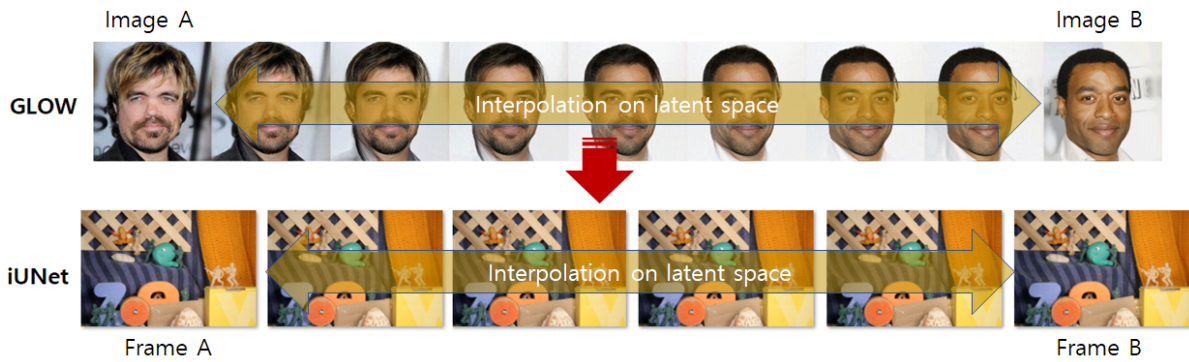 Image A
Image B
GLOW
Interpolation on latent space
iUNet
Interpolation on latent space
Frame A
Frame B